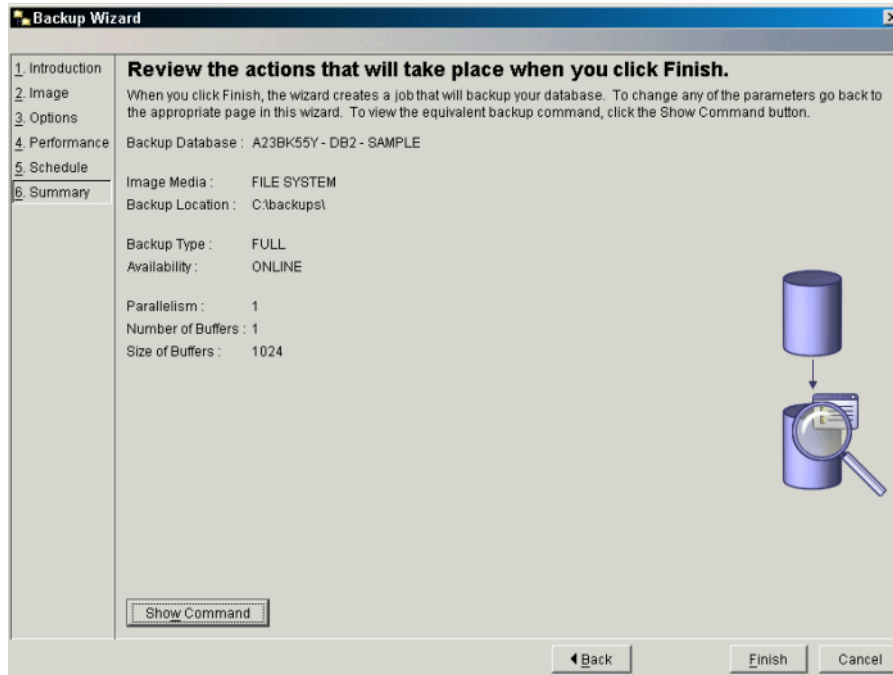 Backup Wizard
1. Introduction
2. Image
3. Options
4. Performance
5. Schedule
6. Summary
Review the actions that will take place when you click Finish.
When you click Finish, the wizard creates a job that will backup your database. To change any of the parameters go back to
the appropriate page in this wizard. To view the equivalent backup command, click the Show Command button.
Backup Database : A23BK55Y - DB2 - SAMPLE
Image Media : FILE SYSTEM
Backup Location : C:\backups\
Backup Type : FULL
Availability : ONLINE
Parallelism : 1
Number of Buffers : 1
Size of Buffers : 1024
Show Command
Back
Finish
Cancel